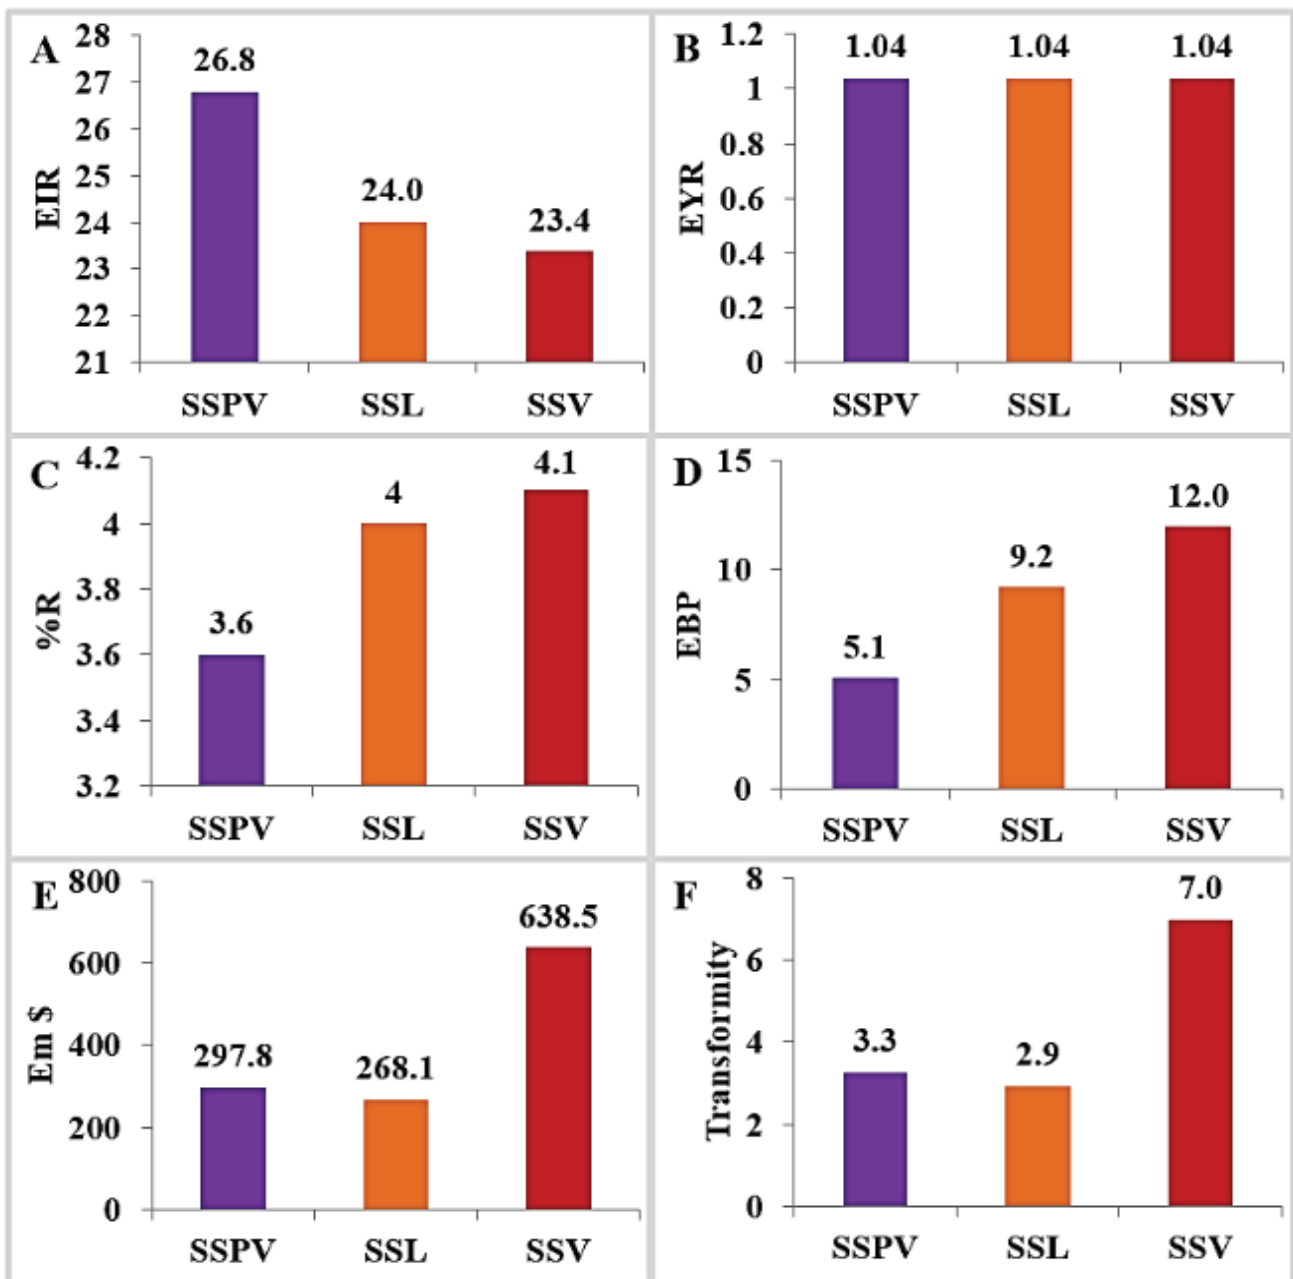 A
EIR
28
27
26
25
24
23
22
21
26.8
24.0
23.4
SSPV SSL SSV
B
EYR
1.2
1
0.8
0.6
0.4
0.2
0
1.04 1.04 1.04
SSPV SSL SSV
C
%R
4.2
4
3.8
3.6
3.4
3.2
3.6
4
4.1
SSPV SSL SSV
D
EBP
15
10
5
0
5.1
9.2
12.0
SSPV SSL SSV
E
Em $
800
600
400
200
0
297.8
268.1
638.5
SSPV SSL SSV
F
Transformity
8
6
4
2
0
3.3
2.9
7.0
SSPV SSL SSV